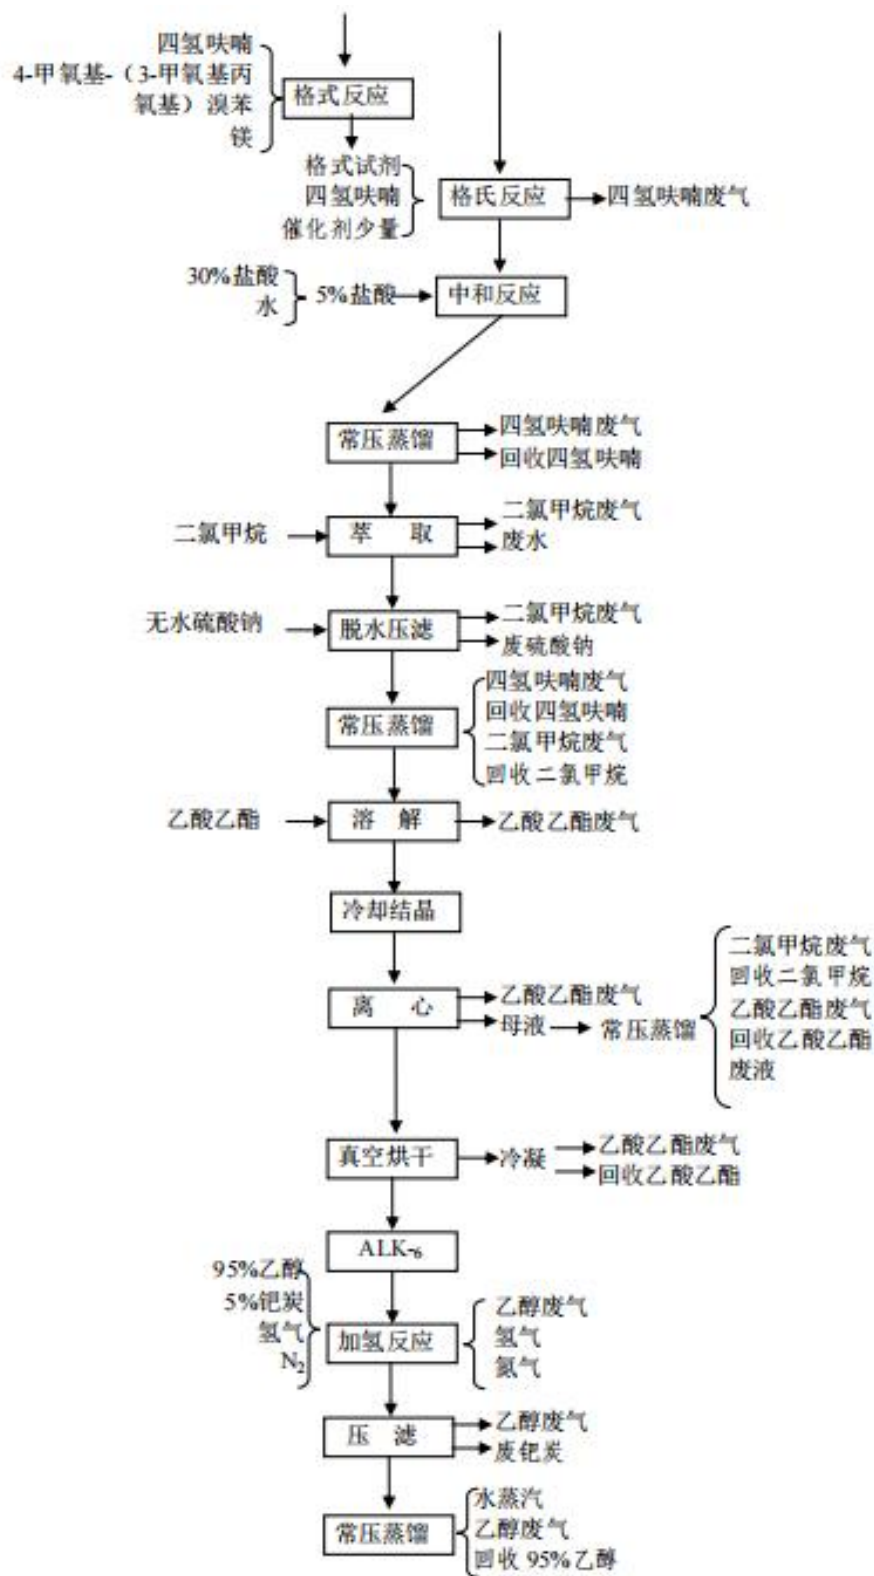 四氢呋喃
4-甲氧基-（3-甲氧基丙
氧基）溴苯
镁
格式反应
格式试剂
四氢呋喃
催化剂少量
格氏反应
四氢呋喃废气
30%盐酸
水
5%盐酸
中和反应
常压蒸馏
四氢呋喃废气
回收四氢呋喃
二氯甲烷
萃 取
二氯甲烷废气
废水
无水硫酸钠
脱水压滤
二氯甲烷废气
废硫酸钠
常压蒸馏
四氢呋喃废气
回收四氢呋喃
二氯甲烷废气
回收二氯甲烷
乙酸乙酯
溶 解
乙酸乙酯废气
冷却结晶
离 心
乙酸乙酯废气
母液
常压蒸馏
二氯甲烷废气
回收二氯甲烷
乙酸乙酯废气
回收乙酸乙酯
废液
真空烘干
冷凝
乙酸乙酯废气
回收乙酸乙酯
ALK-6
95%乙醇
5%钯炭
氢气
N2
加氢反应
乙醇废气
氢气
氮气
压 滤
乙醇废气
废钯炭
常压蒸馏
水蒸汽
乙醇废气
回收 95%乙醇